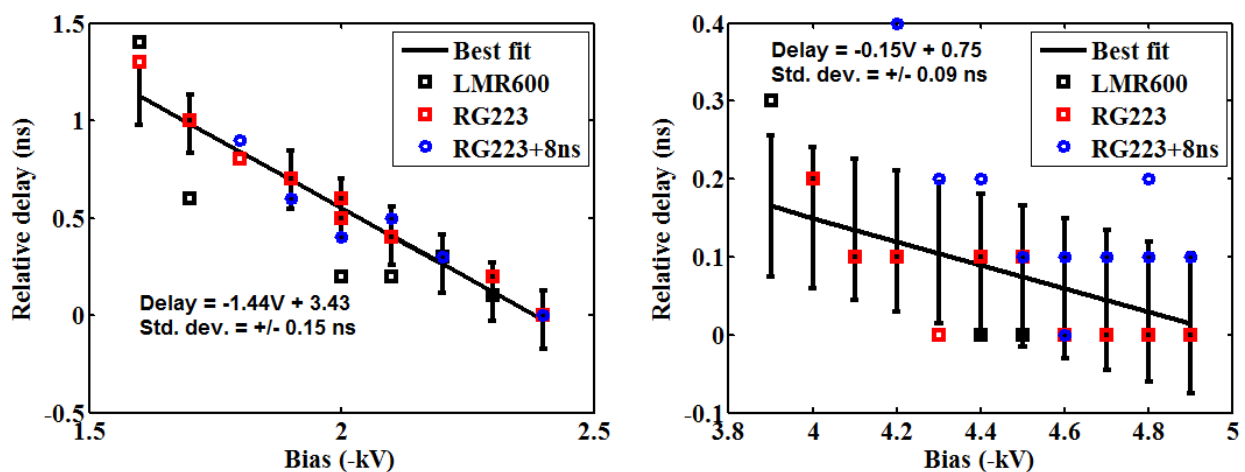 1.5
1
0.5
0
-0.5
1.5
2
2.5
Relative delay (ns)
Bias (-kV)
Best fit
LMR600
RG223
RG223+8ns
Delay = -1.44V + 3.43
Std. dev. = +/- 0.15 ns
0.4
0.3
0.2
0.1
0
-0.1
3.8
4
4.2
4.4
4.6
4.8
5
Relative delay (ns)
Bias (-kV)
Delay = -0.15V + 0.75
Std. dev. = +/- 0.09 ns
Best fit
LMR600
RG223
RG223+8ns